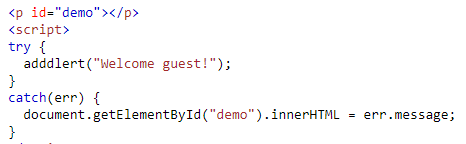 <p id="demo"></p>
<script>
try {
  adddlert("Welcome guest!");
}
catch(err) {
  document.getElementById("demo").innerHTML = err.message;
}